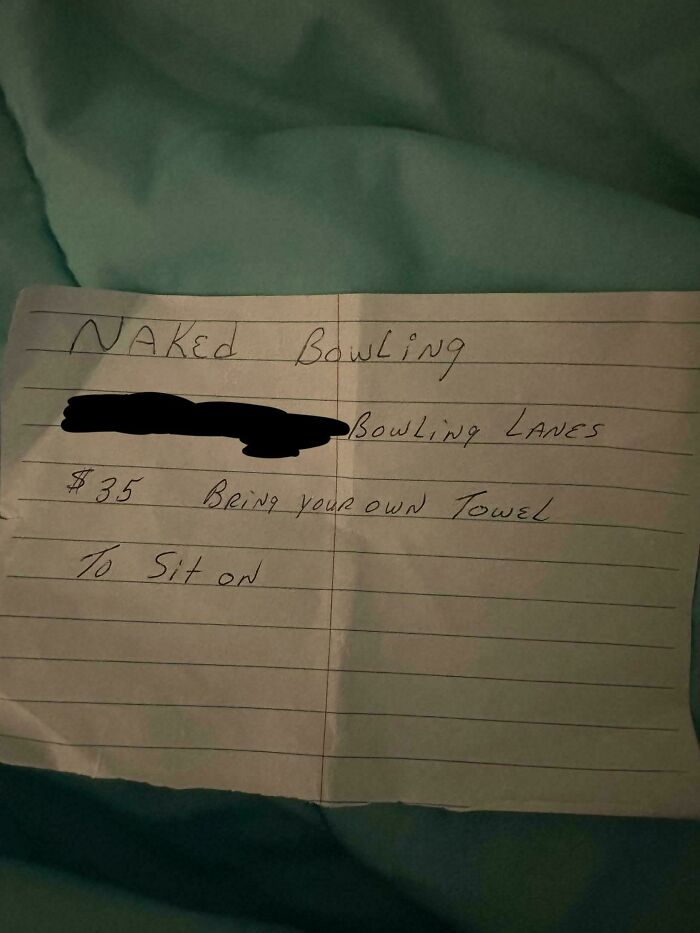 NAKEd BOWLiNg
BOWLiNg LANES
$35 BRiNg YOUR OWN TOWEL
TO Sit ON